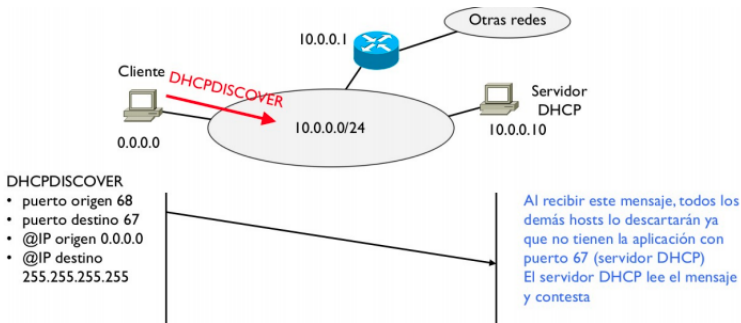 Otras redes
10.0.0.1
Cliente
DHCPDISCOVER
Servidor
DHCP
10.0.0.0/24
10.0.0.10
0.0.0.0
DHCPDISCOVER
• puerto origen 68
• puerto destino 67
• @IP origen 0.0.0.0
• @IP destino
255.255.255.255
Al recibir este mensaje, todos los
demás hosts lo descartarán ya
que no tienen la aplicación con
puerto 67 (servidor DHCP)
El servidor DHCP lee el mensaje
y contesta